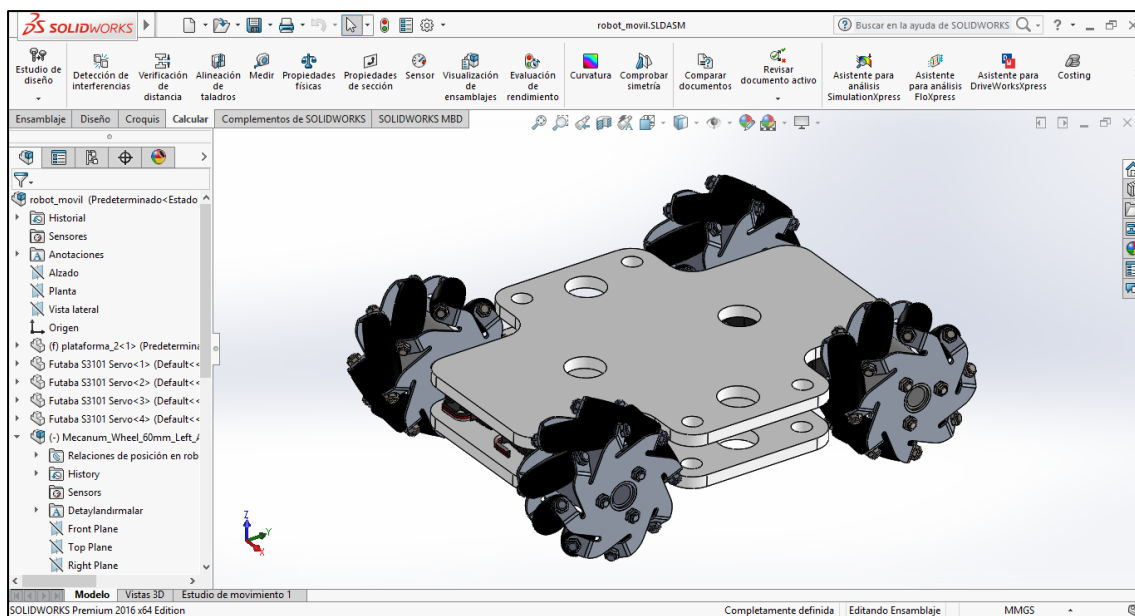 SOLIDWORKS
robot_movil.SLDASM
Buscar en la ayuda de SOLIDWORKS
Estudio de diseño
Detección de interferencias
Verificación de distancia
Alineación de taladros
Medir
Propiedades físicas
Propiedades de sección
Sensor
Visualización de ensamblajes
Evaluación de rendimiento
Curvatura
Comprobar simetría
Comparar documentos
Revisar documento activo
Asistente para análisis SimulationXpress
Asistente para análisis FloXpress
Asistente para DriveWorksXpress
Costing
Ensamblaje
Diseño
Croquis
Calcular
Complementos de SOLIDWORKS
SOLIDWORKS MBD
robot_movil (Predeterminado<Estado
Historial
Sensores
Anotaciones
Alzado
Planta
Vista lateral
Origen
(f) plataforma_2<1> (Predetermina
Futaba S3101 Servo<1> (Default<<
Futaba S3101 Servo<2> (Default<<
Futaba S3101 Servo<3> (Default<<
Futaba S3101 Servo<4> (Default<<
(-) Mecanum_Wheel_60mm_Left_A
Relaciones de posición en rob
History
Sensors
Detaylandırmalar
Front Plane
Top Plane
Right Plane
Z
Y
X
Modelo
Vistas 3D
Estudio de movimiento 1
SOLIDWORKS Premium 2016 x64 Edition
Completamente definida
Editando Ensamblaje
MMGS